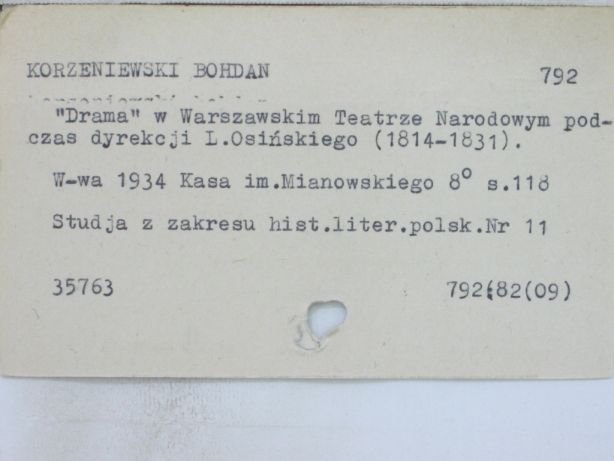 KORZENIEWSKI BOHDAN 792
"Drama" w Warszawskim Teatrze Narodowym pod-
czas dyrekcji L.Osińskiego (1814-1831).
W-wa 1934 Kasa im.Mianowskiego 8° s.118
Studja z zakresu hist.liter.polsk.Nr 11
35763 792:82(09)